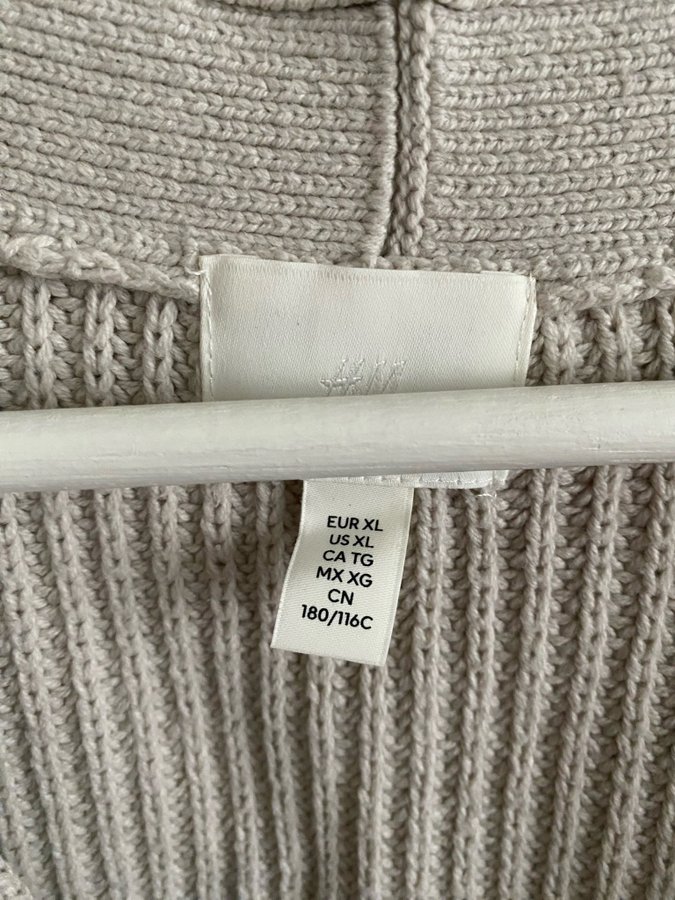 H&M
EUR XL
US XL
CA TG
MX XG
CN
180/116C